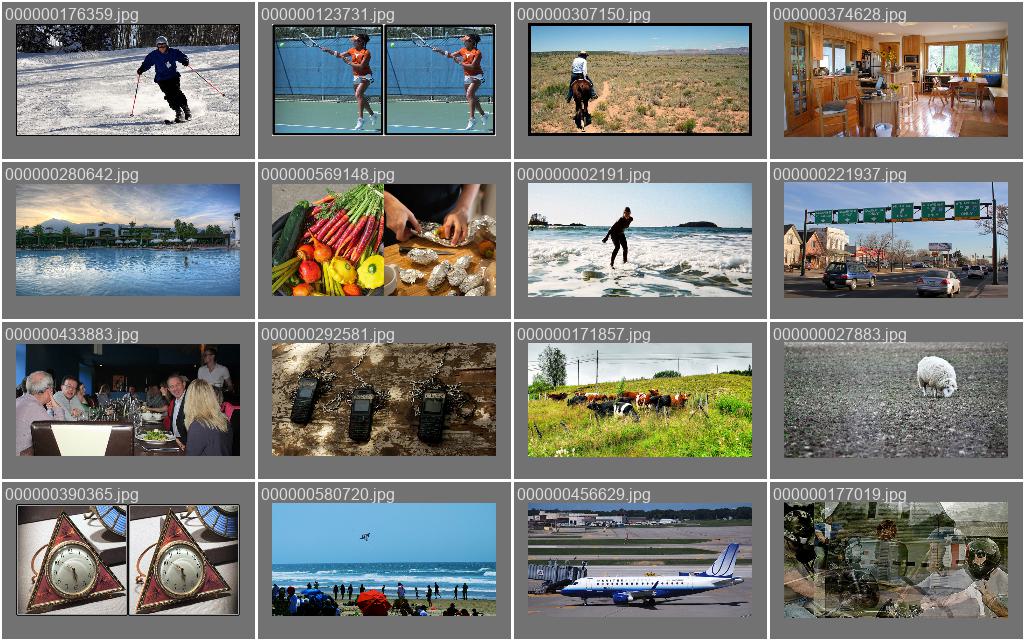 000000176359.jpg
000000123731.jpg
000000307150.jpg
000000374628.jpg
000000280642.jpg
000000569148.jpg
000000002191.jpg
000000221937.jpg
000000433883.jpg
000000292581.jpg
000000171857.jpg
000000027883.jpg
000000390365.jpg
000000580720.jpg
000000456629.jpg
000000177019.jpg